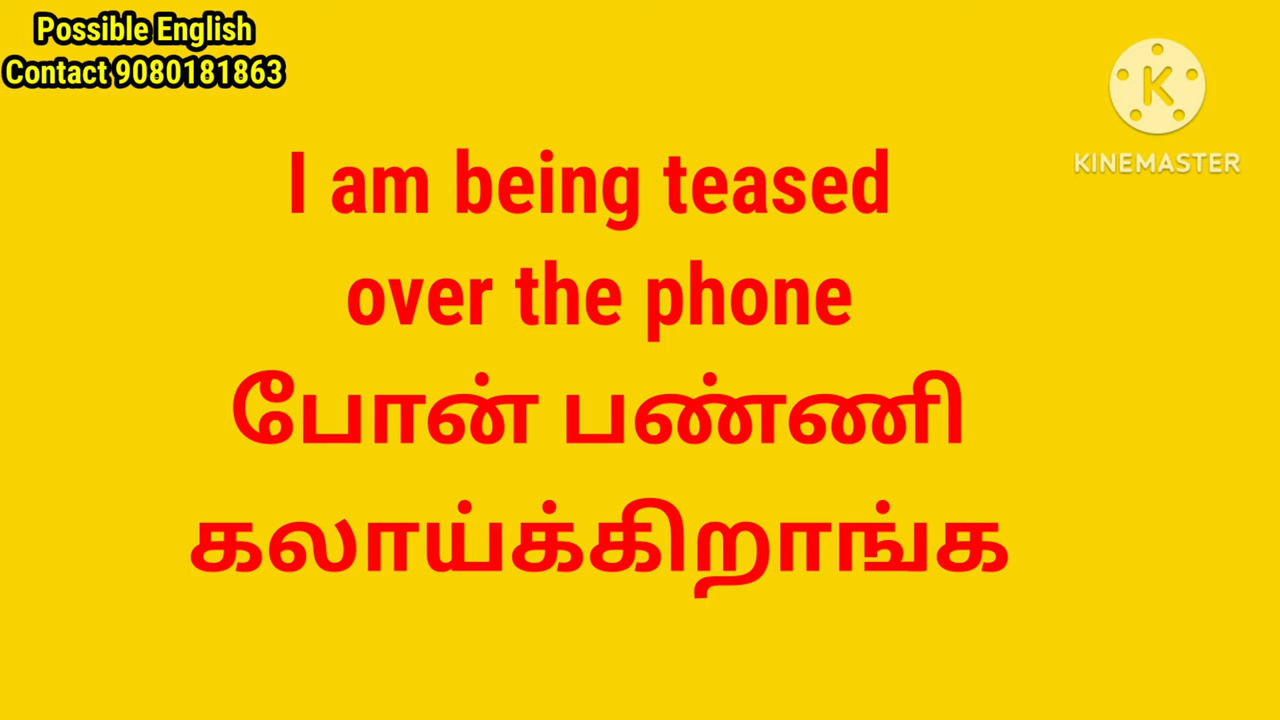 Possible English
Contact 9080181863
K
KINEMASTER
I am being teased
over the phone
போன் பண்ணி
கலாய்க்கிறாங்க